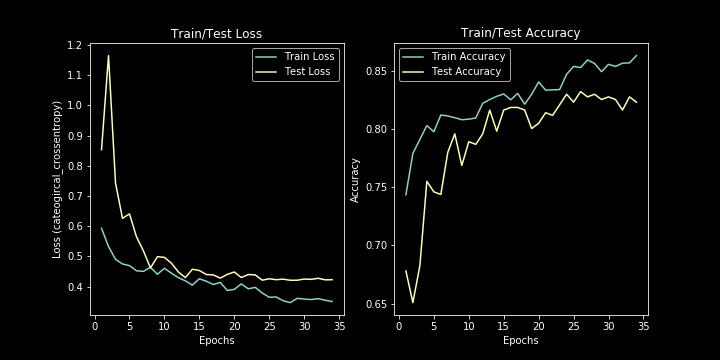 Train/Test Loss
Train Loss
Test Loss
1.2
1.1
1.0
0.9
0.8
0.7
0.6
0.5
0.4
Loss (cateogircal_crossentropy)
0 5 10 15 20 25 30 35
Epochs
Train/Test Accuracy
Train Accuracy
Test Accuracy
0.85
0.80
0.75
0.70
0.65
Accuracy
0 5 10 15 20 25 30 35
Epochs